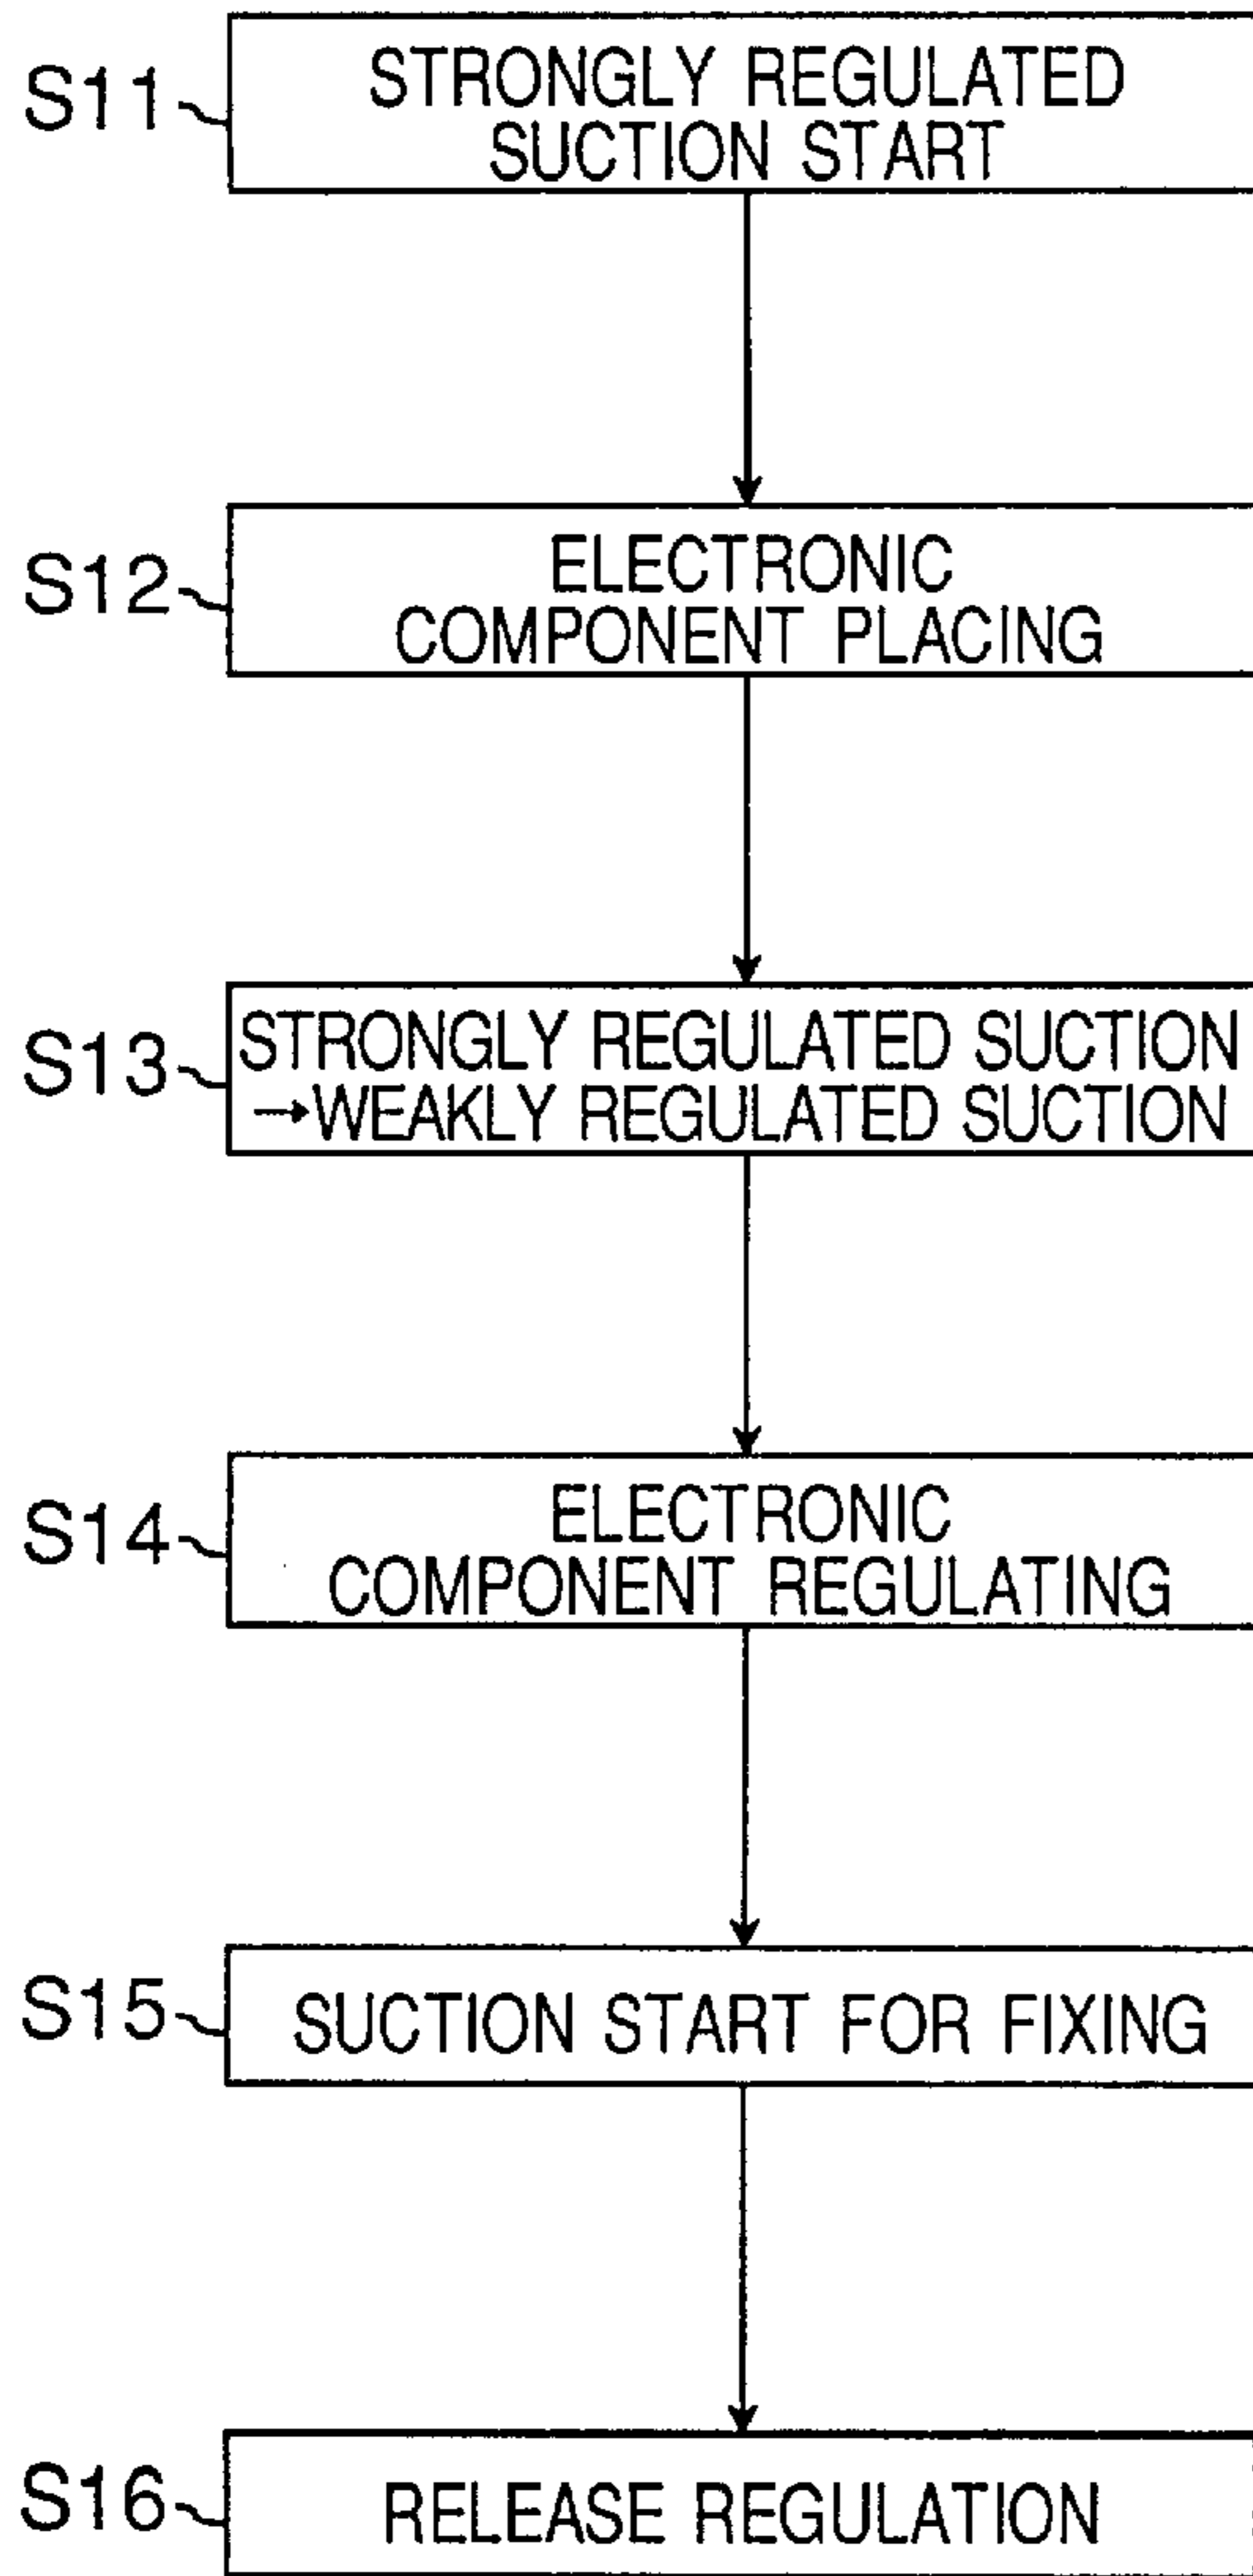 S11
STRONGLY REGULATED
SUCTION START
S12
ELECTRONIC
COMPONENT PLACING
S13
STRONGLY REGULATED SUCTION
→WEAKLY REGULATED SUCTION
S14
ELECTRONIC
COMPONENT REGULATING
S15
SUCTION START FOR FIXING
S16
RELEASE REGULATION